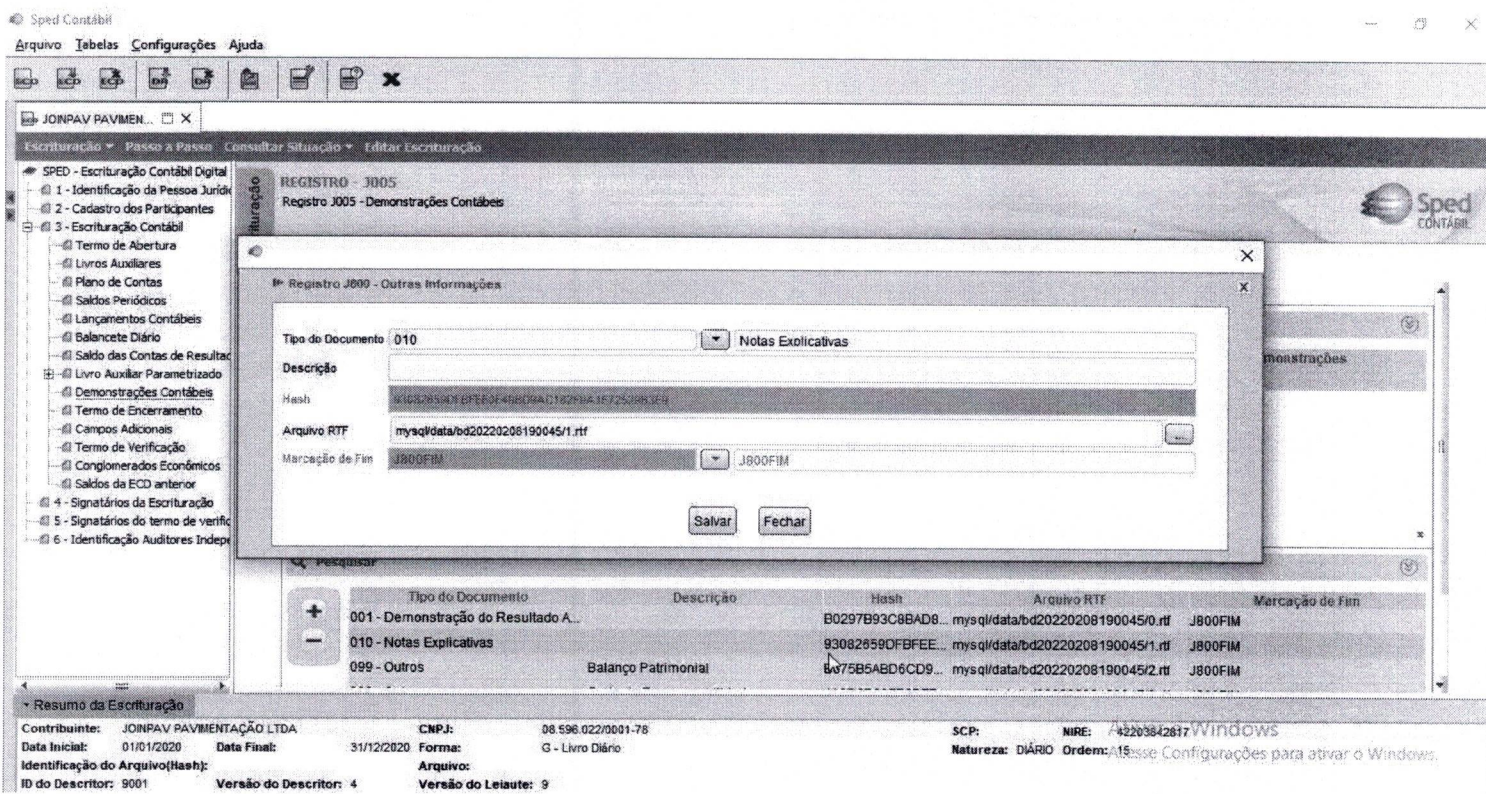 Sped Contábil
Arquivo Tabelas Configurações Ajuda
ECD ECD ECD DA DA
JOINPAV PAVIMEN...
Escrituração Passo a Passo Consultar Situação Editar Escrituração
SPED - Escrituração Contábil Digital
1 - Identificação da Pessoa Juríd
2 - Cadastro dos Participantes
3 - Escrituração Contábil
Termo de Abertura
Livros Auxiliares
Plano de Contas
Saldos Periódicos
Lançamentos Contábeis
Balancete Diário
Saldo das Contas de Resultad
Livro Auxiliar Parametrizado
Demonstrações Contábeis
Termo de Encerramento
Campos Adicionais
Termo de Verificação
Conglomerados Econômicos
Saldos da ECD anterior
4 - Signatários da Escrituração
5 - Signatários do termo de verific
6 - Identificação Auditores Indepe
ituração
REGISTRO - J005
Registro J005 - Demonstrações Contábeis
Sped
CONTÁBIL
Registro J800 - Outras Informações
Tipo do Documento 010 Notas Explicativas
Descrição
Hash
Arquivo RTF mysql/data/bd20220208190045/1.rtf ...
Marcação de Fim J800FIM J800FIM
Salvar Fechar
monstrações
Pesquisar
Tipo do Documento Descrição Hash Arquivo RTF Marcação de Fim
001 - Demonstração do Resultado A... B0297B93C8BAD8... mysql/data/bd20220208190045/0.rtf J800FIM
010 - Notas Explicativas 93082659DFBFEE... mysql/data/bd20220208190045/1.rtf J800FIM
099 - Outros Balanço Patrimonial mysql/data/bd20220208190045/2.rtf J800FIM
Resumo da Escrituração
Contribuinte: JOINPAV PAVIMENTAÇÃO LTDA CNPJ: 08.596.022/0001-78 SCP: NIRE: 42203842817
Data Inicial: 01/01/2020 Data Final: 31/12/2020 Forma: G - Livro Diário Natureza: DIÁRIO Ordem: 15
Identificação do Arquivo(Hash): Arquivo:
ID do Descritor: 9001 Versão do Descritor: 4 Versão do Leiaute: 9
Ativar o Windows
Acesse Configurações para ativar o Windows.